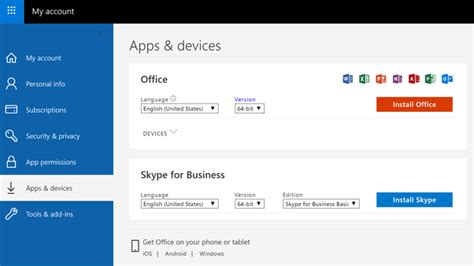 My account
My account
Personal info
Subscriptions
Security & privacy
App permissions
Apps & devices
Tools & add-ins
Apps & devices
Office
Language Version
English (United States) 64-bit Install Office
DEVICES
Skype for Business
Language Version Edition
English (United States) 64-bit Skype for Business Basic Install Skype
Get Office on your phone or tablet
iOS | Android | Windows